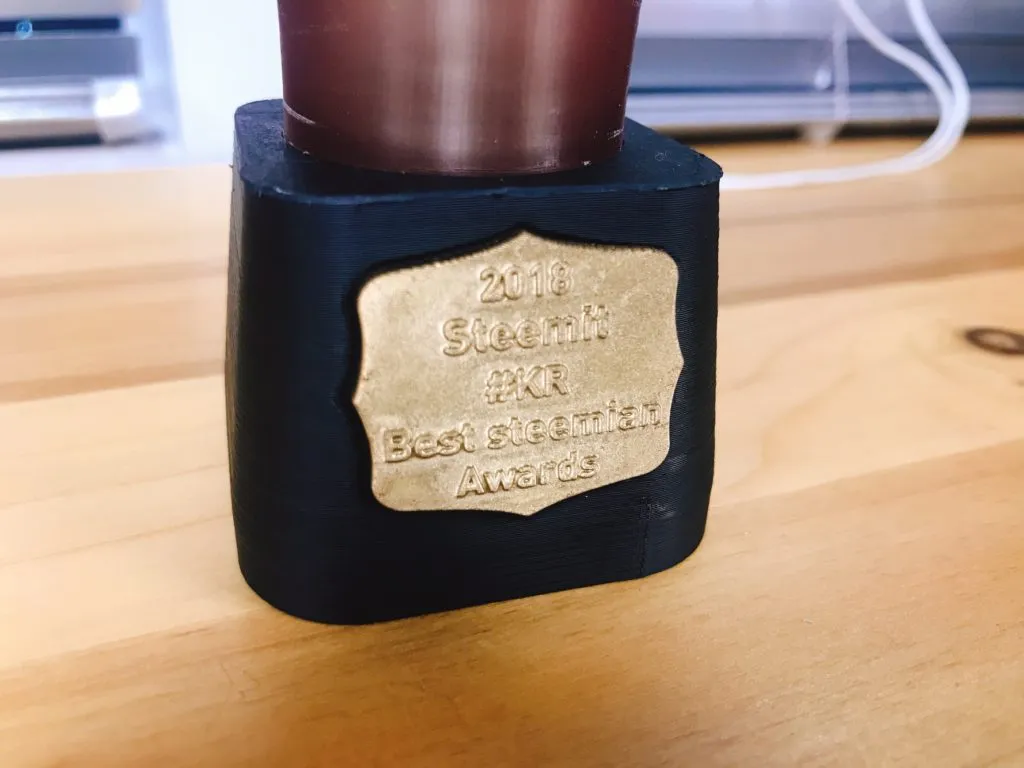 2018
Steemit
#KR
Best steemian
Awards